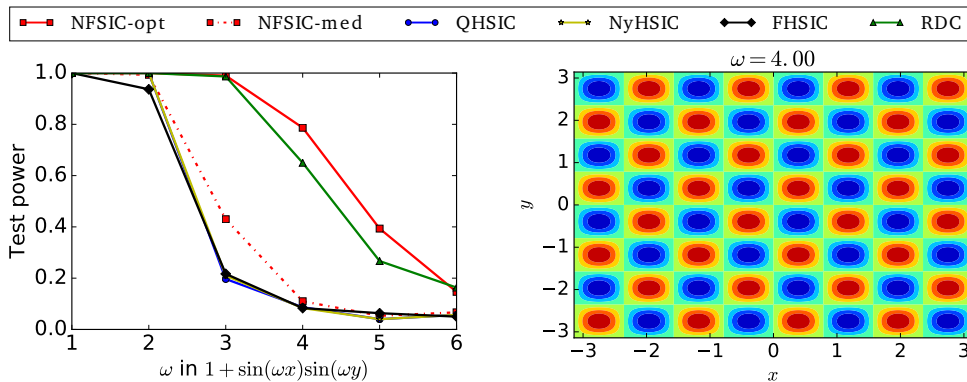 NFSIC-opt NFSIC-med QHSIC NyHSIC FHSIC RDC
1.0
0.8
0.6
0.4
0.2
0.0
Test power
1 2 3 4 5 6
ω in 1 + sin(ωx)sin(ωy)
ω = 4.00
3
2
1
0
−1
−2
−3
y
−3 −2 −1 0 1 2 3
x